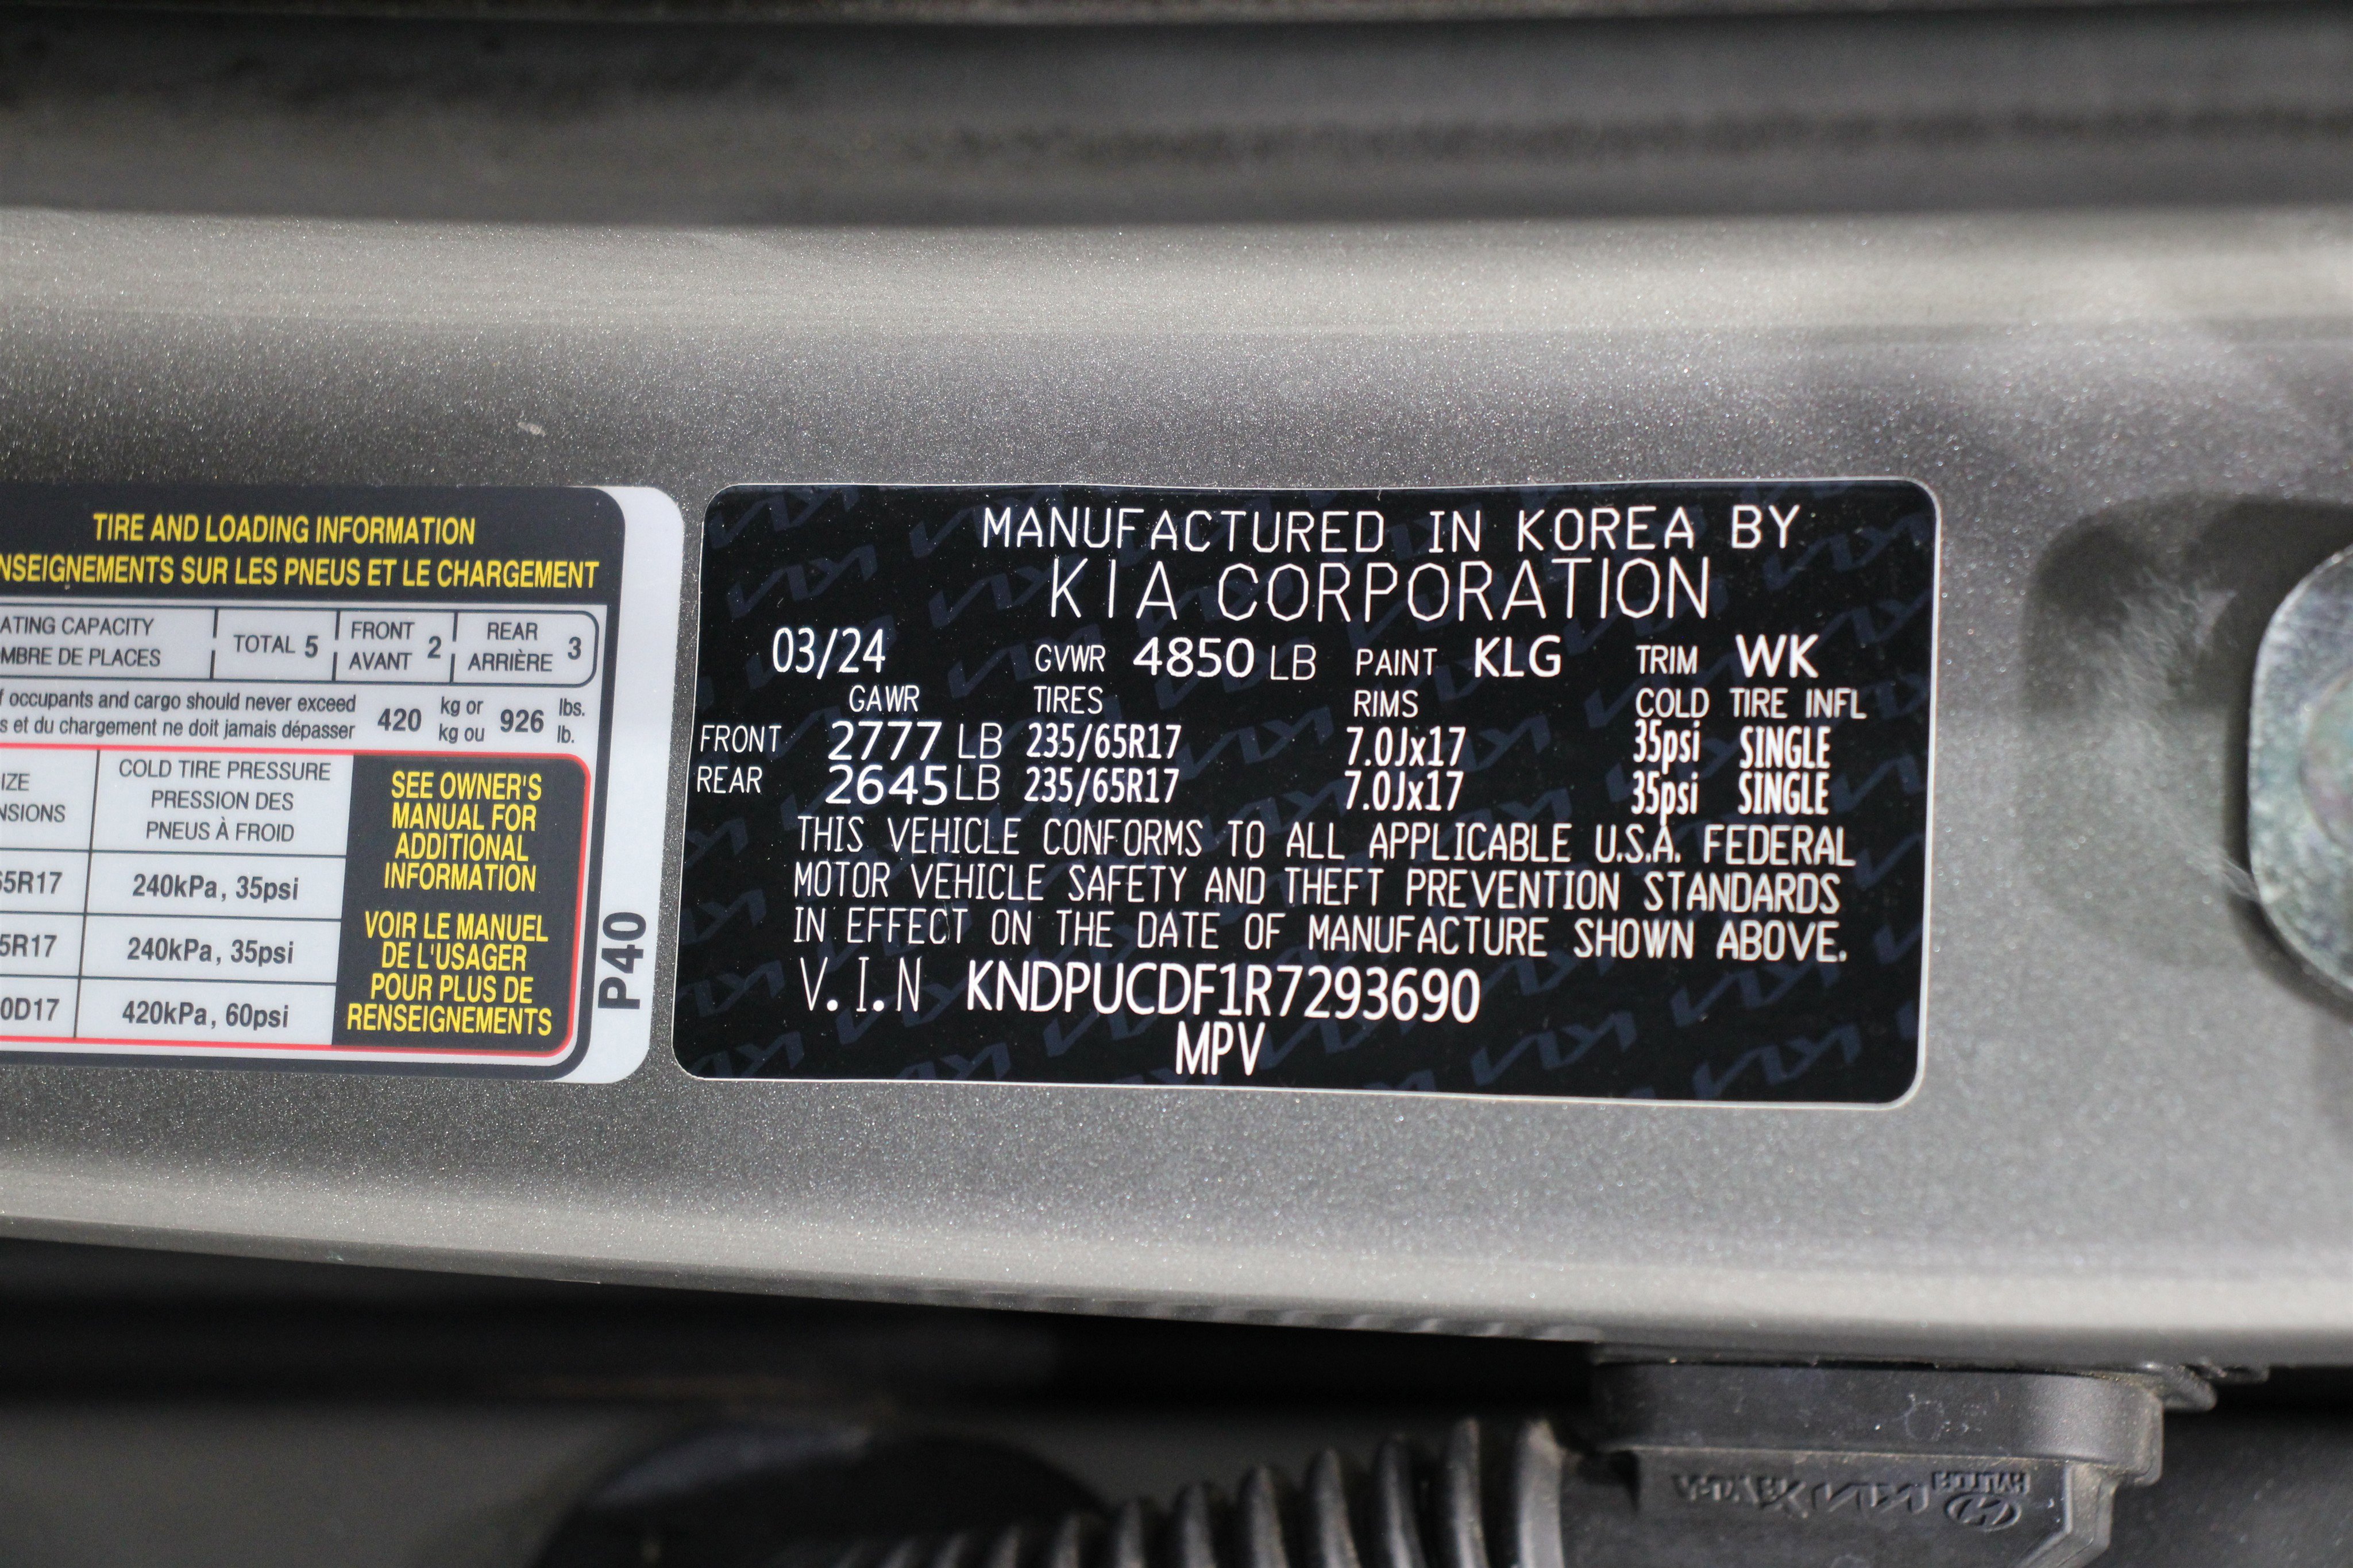 TIRE AND LOADING INFORMATION
NSEIGNEMENTS SUR LES PNEUS ET LE CHARGEMENT
ATING CAPACITY
MBRE DE PLACES
TOTAL 5
FRONT
AVANT 2
REAR
ARRIÈRE 3
f occupants and cargo should never exceed 420 kg or 926 lbs.
s et du chargement ne doit jamais dépasser kg ou lb.
IZE
NSIONS
COLD TIRE PRESSURE
PRESSION DES
PNEUS À FROID
65R17 240kPa, 35psi
5R17 240kPa, 35psi
0D17 420kPa, 60psi
SEE OWNER'S
MANUAL FOR
ADDITIONAL
INFORMATION
VOIR LE MANUEL
DE L'USAGER
POUR PLUS DE
RENSEIGNEMENTS
P40
MANUFACTURED IN KOREA BY
KIA CORPORATION
03/24 GVWR 4850 LB PAINT KLG TRIM WK
GAWR TIRES RIMS COLD TIRE INFL
FRONT 2777 LB 235/65R17 7.0Jx17 35psi SINGLE
REAR 2645 LB 235/65R17 7.0Jx17 35psi SINGLE
THIS VEHICLE CONFORMS TO ALL APPLICABLE U.S.A. FEDERAL
MOTOR VEHICLE SAFETY AND THEFT PREVENTION STANDARDS
IN EFFECT ON THE DATE OF MANUFACTURE SHOWN ABOVE.
V.I.N KNDPUCDF1R7293690
MPV